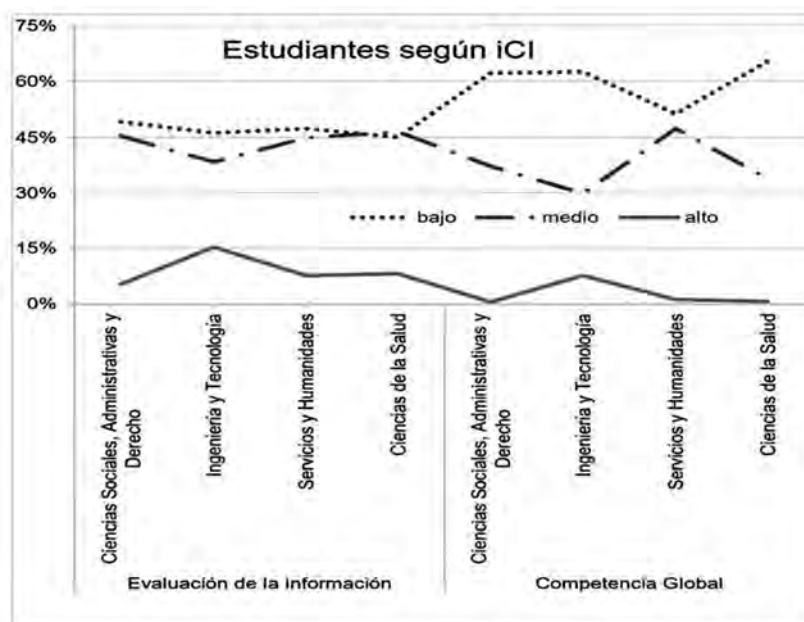 Estudiantes según iCI
75%
60%
45%
30%
15%
0%
bajo
medio
alto
Ciencias Sociales, Administrativas y
Derecho
Ingeniería y Tecnología
Servicios y Humanidades
Ciencias de la Salud
Ciencias Sociales, Administrativas y
Derecho
Ingeniería y Tecnología
Servicios y Humanidades
Ciencias de la Salud
Evaluación de la información
Competencia Global